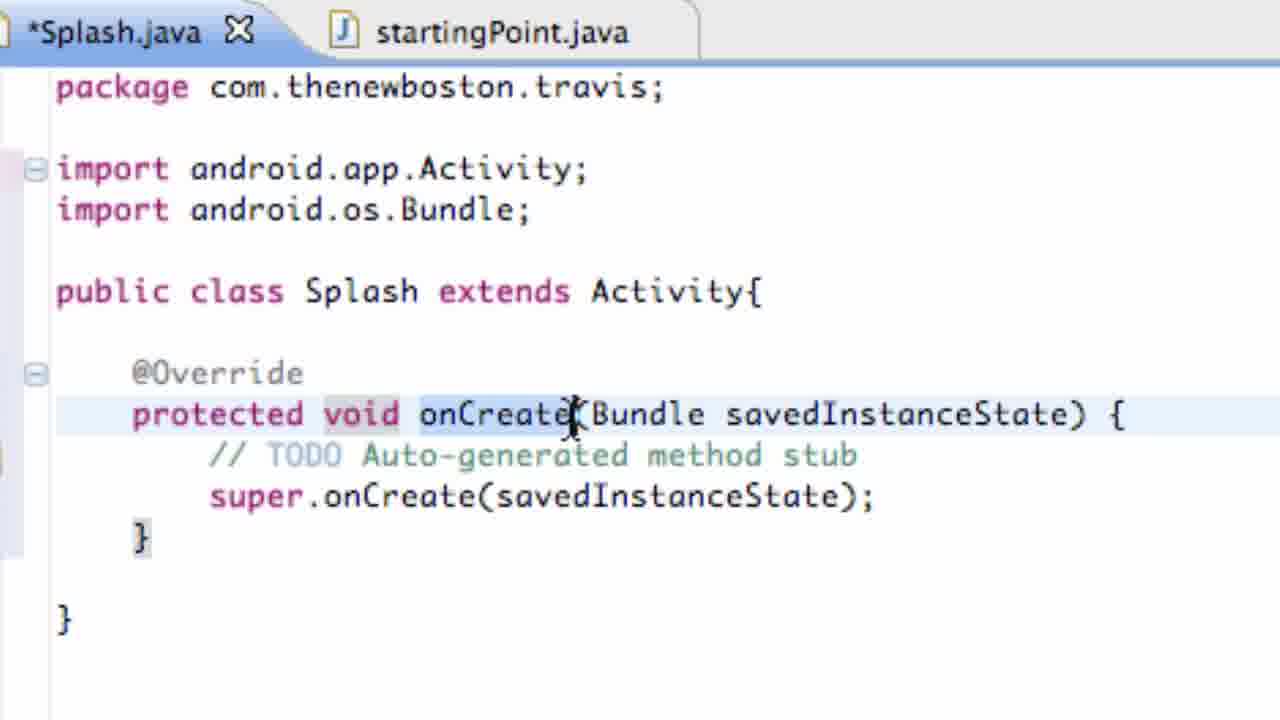 *Splash.java startingPoint.java
package com.thenewboston.travis;
import android.app.Activity;
import android.os.Bundle;
public class Splash extends Activity{
@Override
protected void onCreate(Bundle savedInstanceState) {
// TODO Auto-generated method stub
super.onCreate(savedInstanceState);
}
}